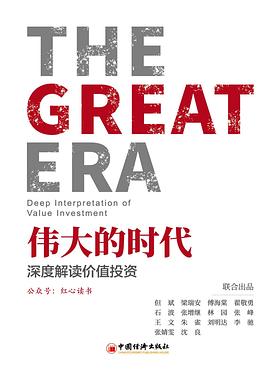 THE
GREAT
ERA
Deep Interpretation of
Value Investment
伟大的时代
深度解读价值投资
公众号：红心读书
联合出品
但 斌 梁瑞安 傅海棠 翟敬勇
石 波 张增继 林 园 张 峰
王 文 朱 雀 刘明达 李 驰
张婧雯 沈 良
中国经济出版社